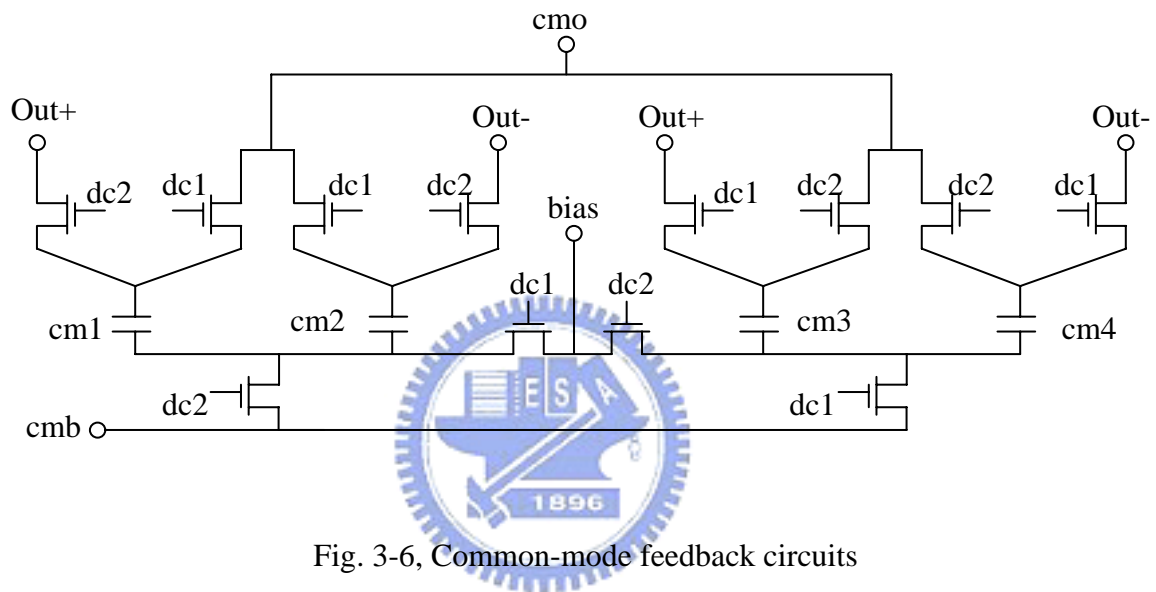 cmo
Out+
Out-
Out+
Out-
dc2
dc1
dc1
dc2
dc1
dc2
dc2
dc1
bias
cm1
cm2
dc1
dc2
cm3
cm4
dc2
dc1
cmb
E S A
1896
Fig. 3-6, Common-mode feedback circuits